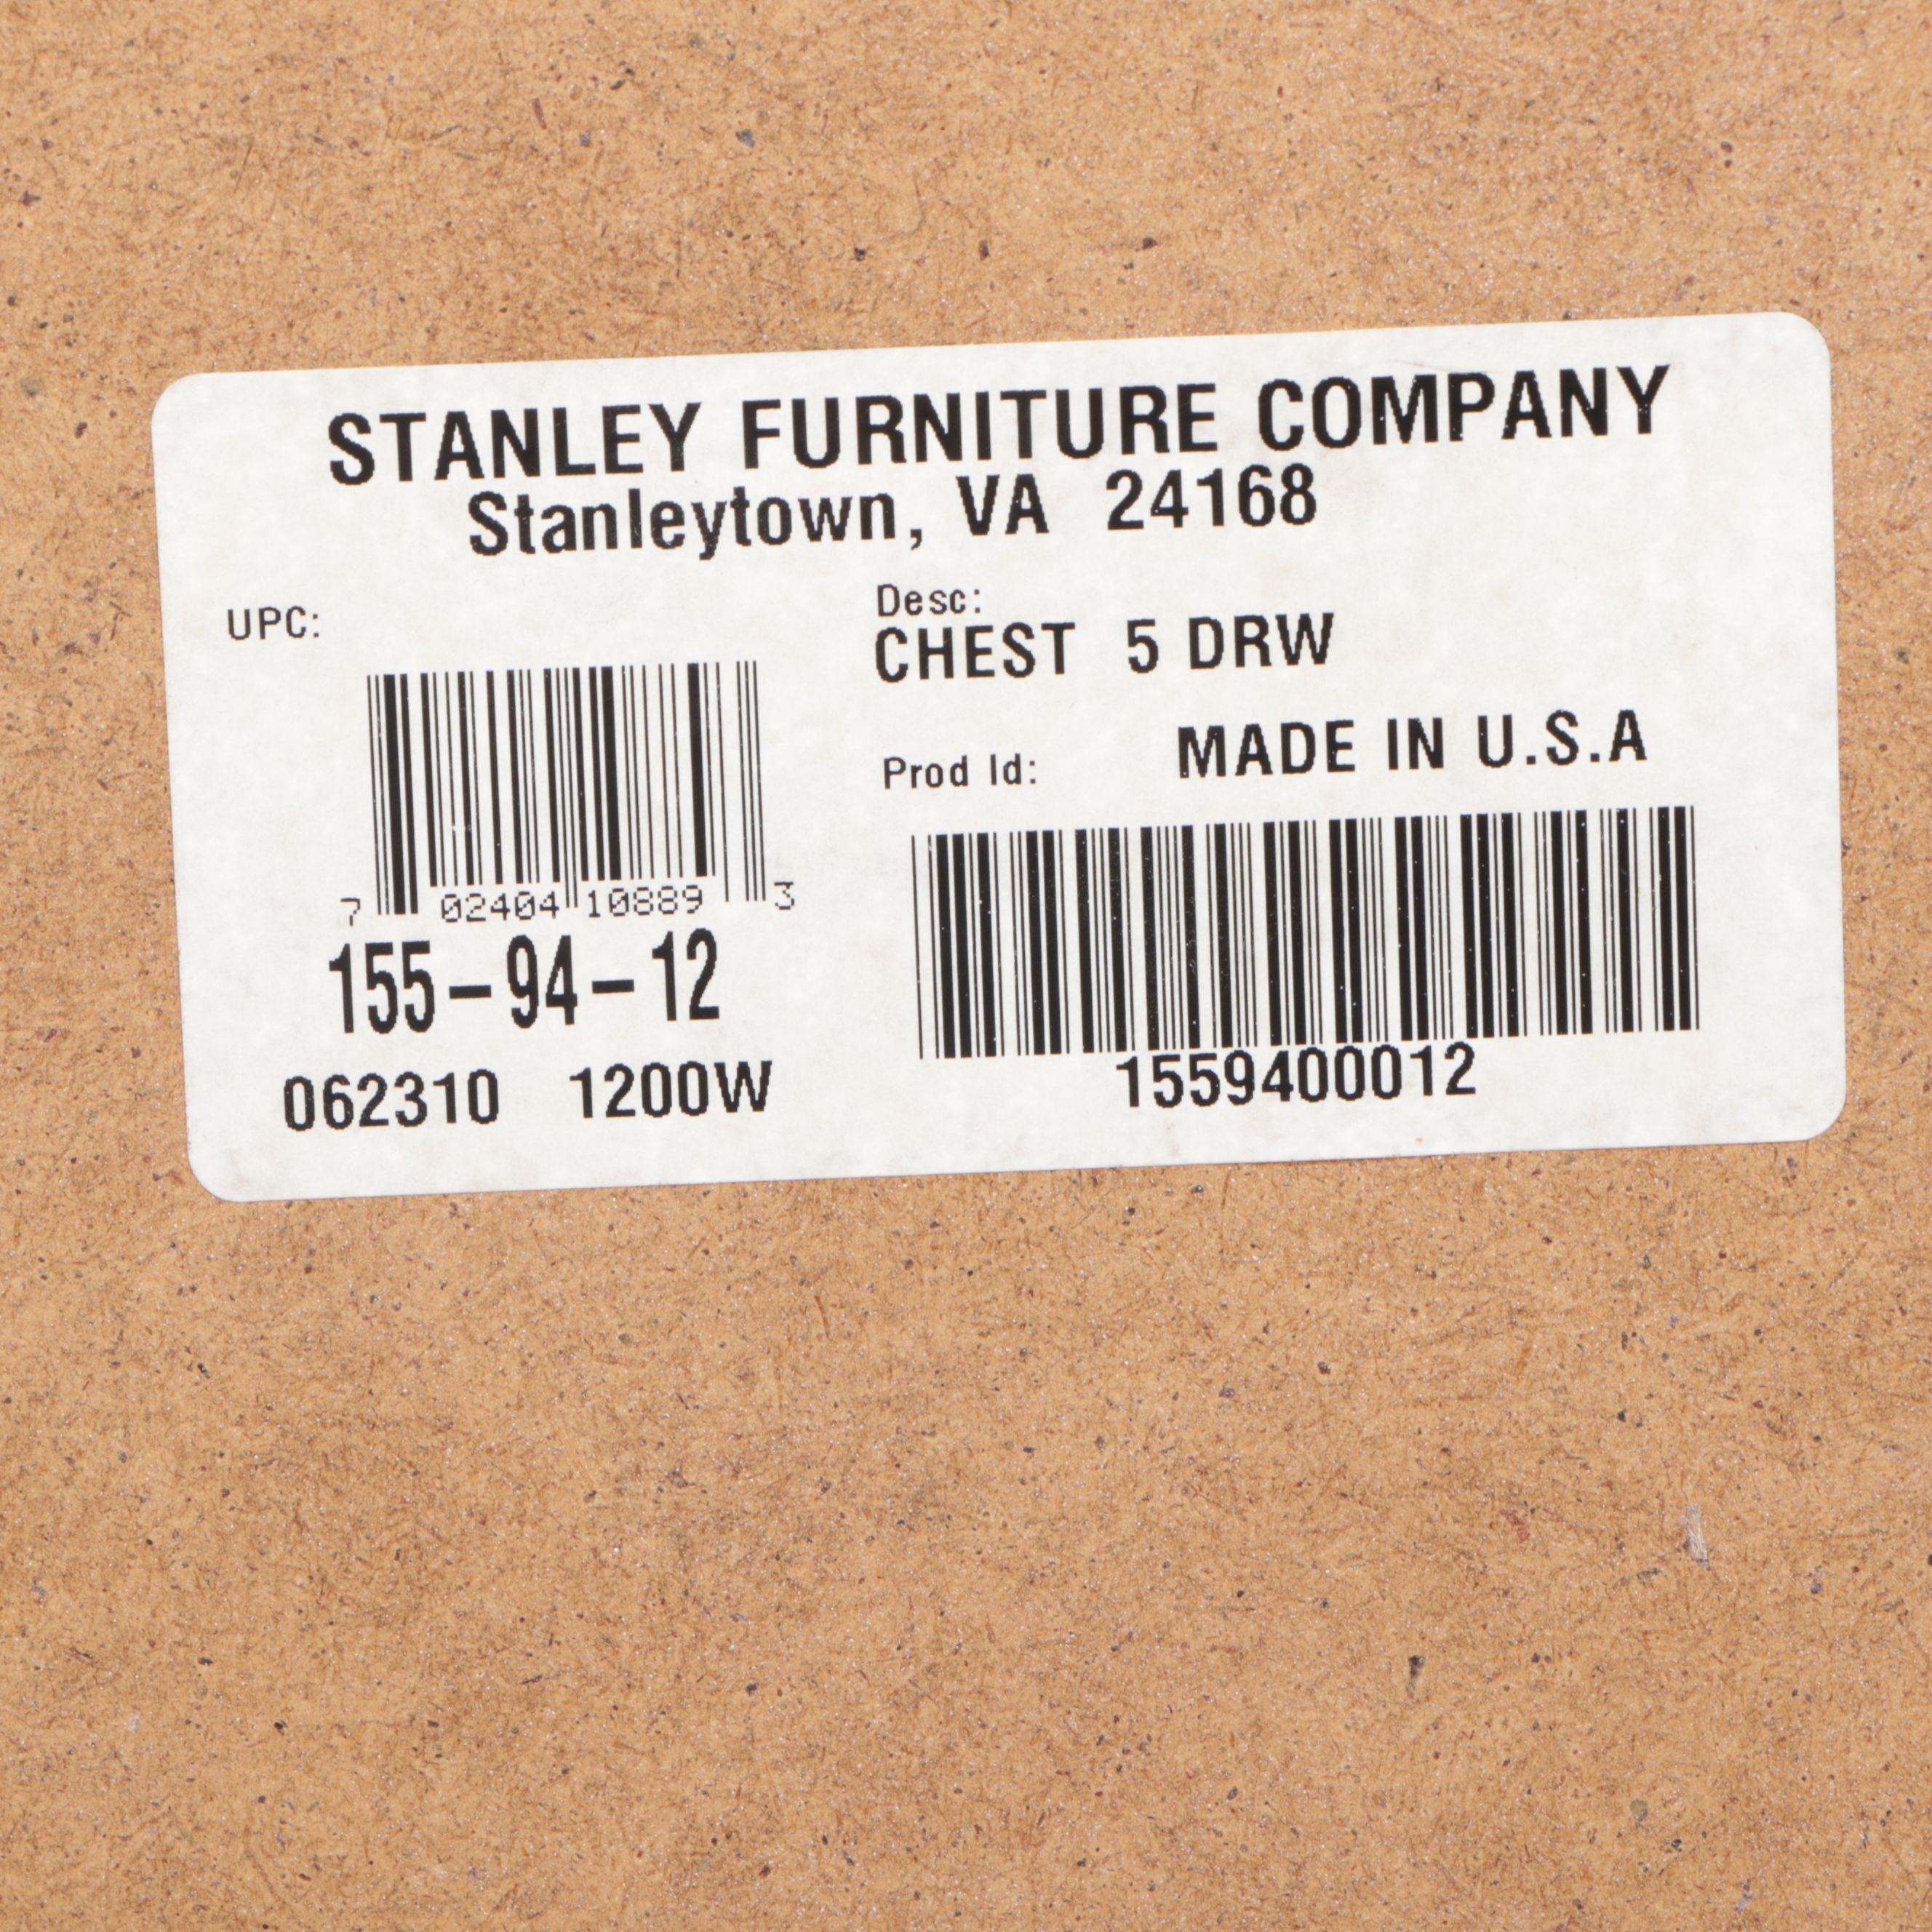 STANLEY FURNITURE COMPANY
Stanleytown, VA 24168
UPC:
7 02404 10889 3
155-94-12
062310 1200W
Desc:
CHEST 5 DRW
Prod Id: MADE IN U.S.A
1559400012